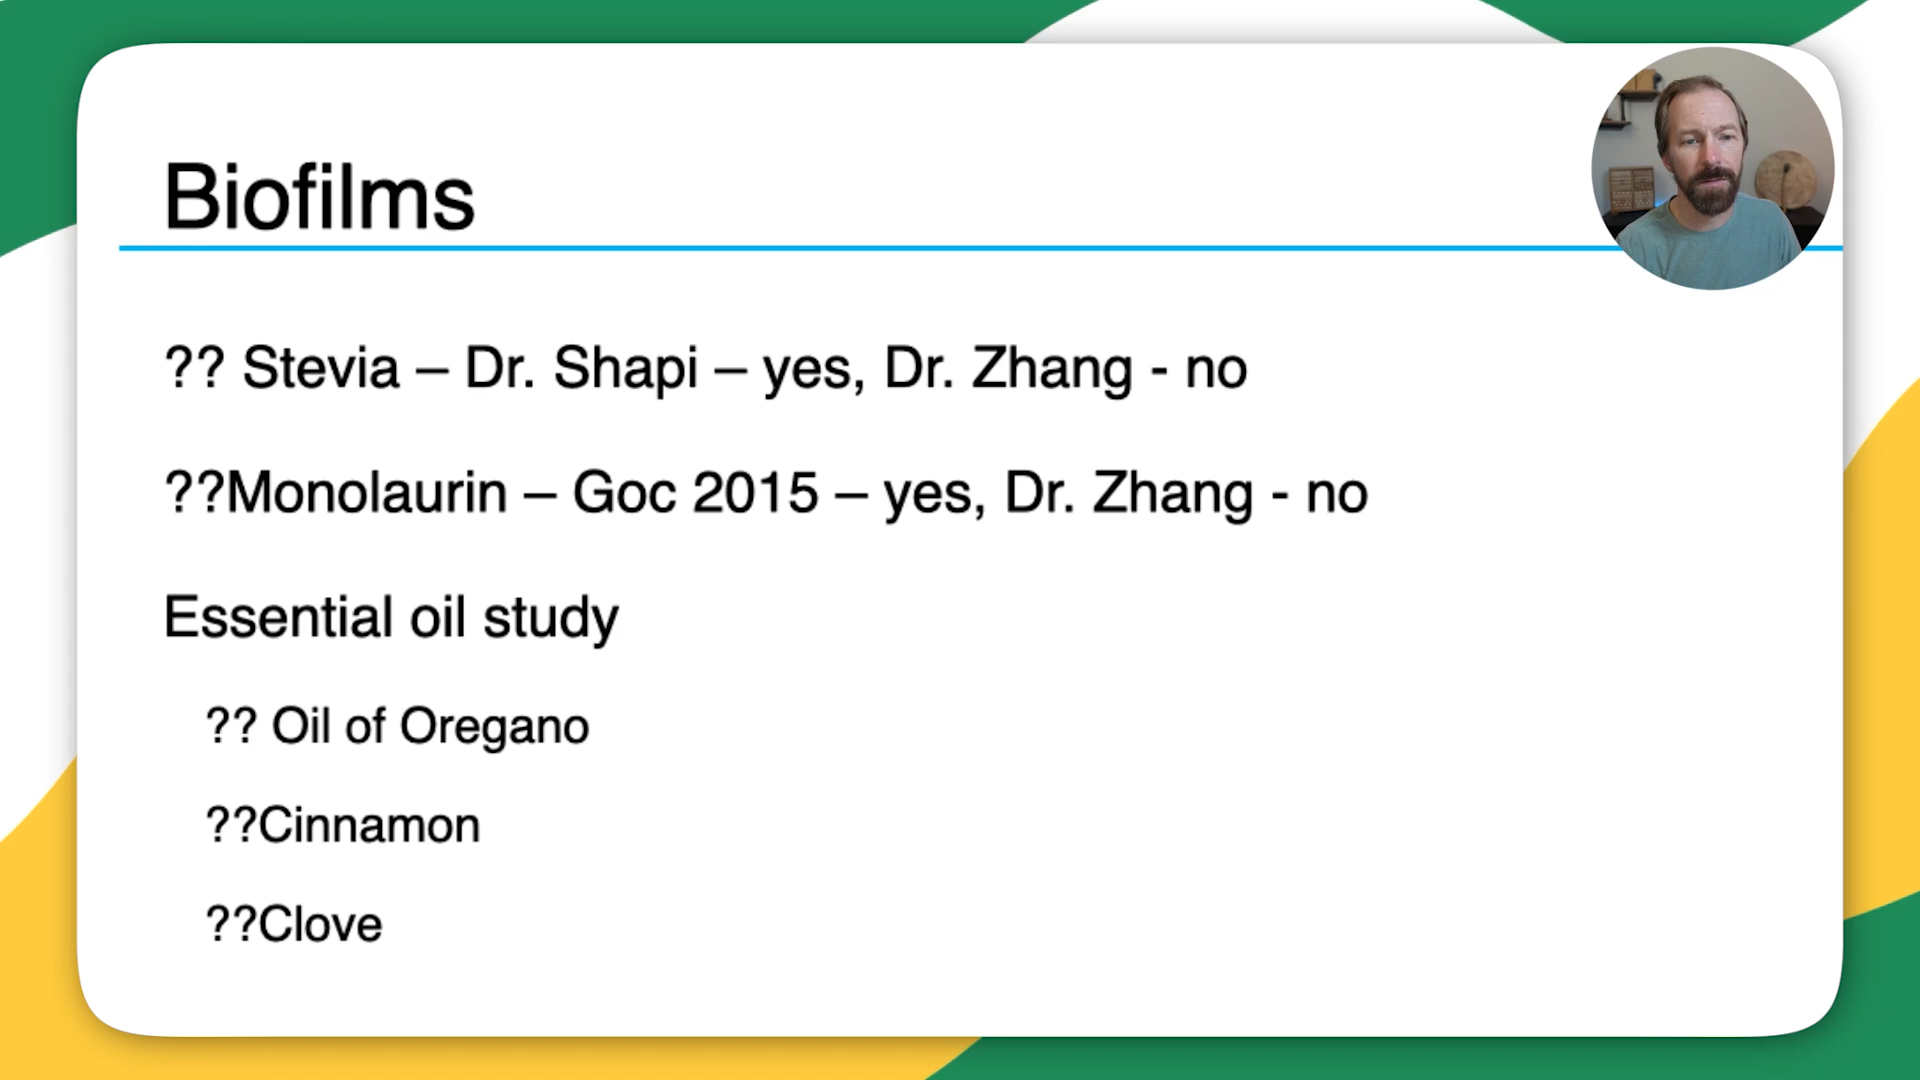 Biofilms
?? Stevia – Dr. Shapi – yes, Dr. Zhang - no
??Monolaurin – Goc 2015 – yes, Dr. Zhang - no
Essential oil study
?? Oil of Oregano
??Cinnamon
??Clove